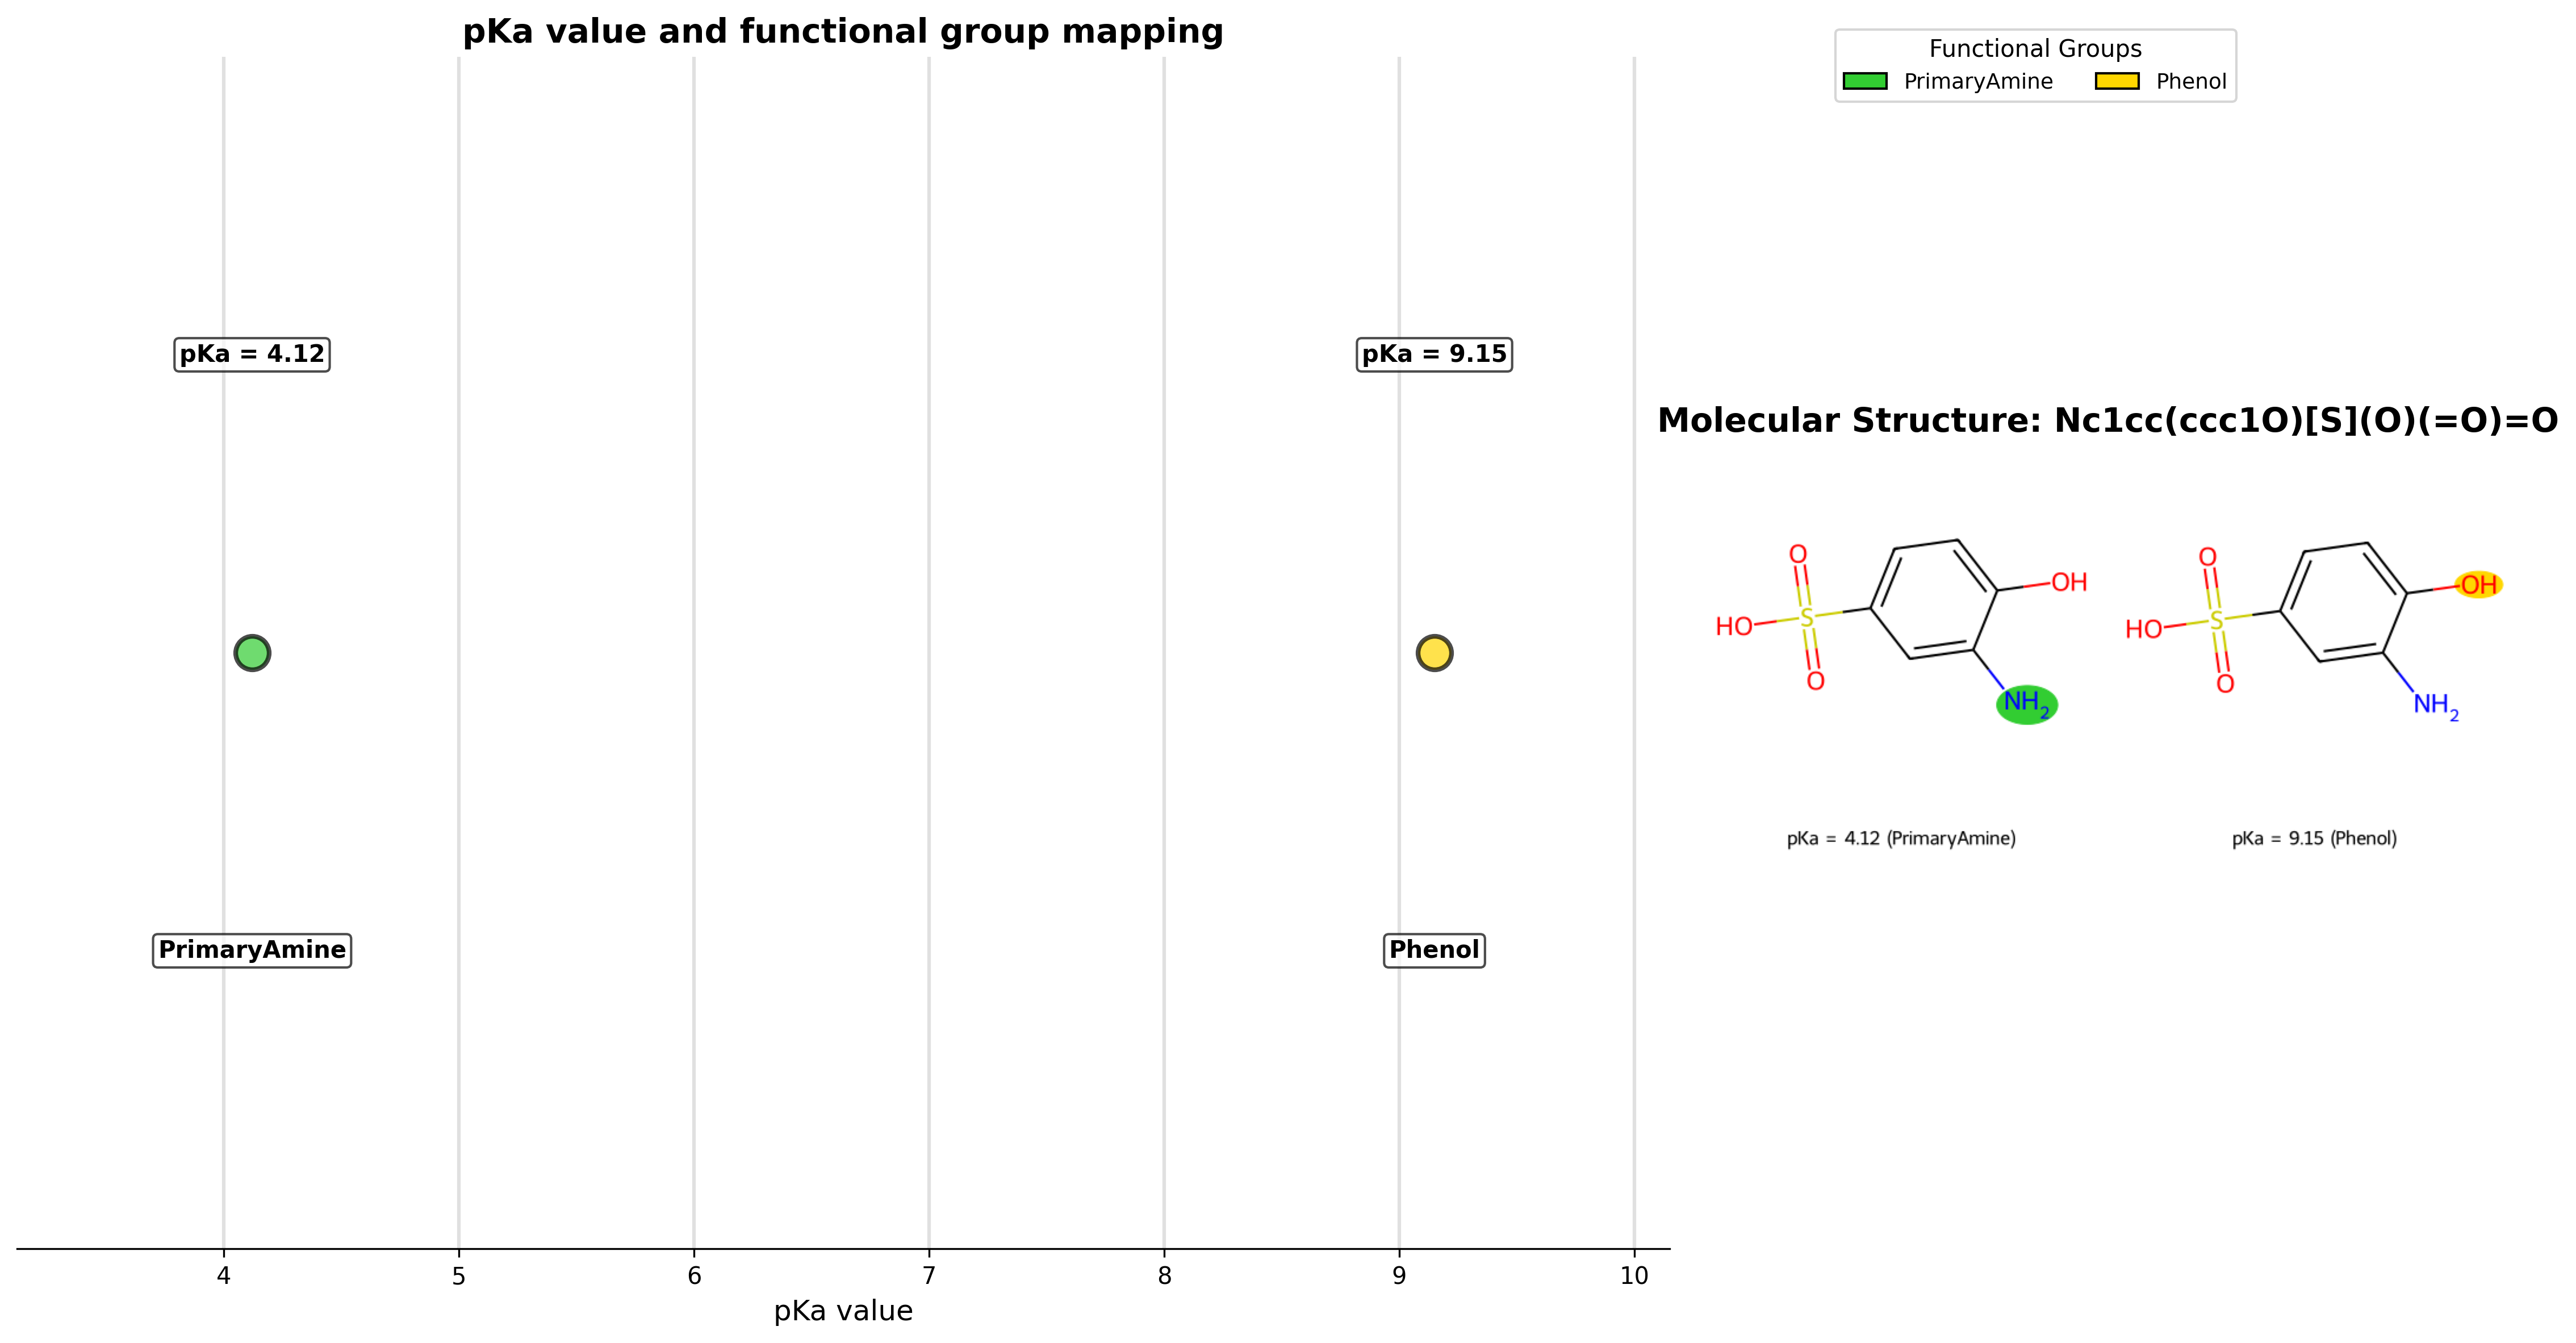 pKa value and functional group mapping
Functional Groups
PrimaryAmine
Phenol
pKa = 4.12
pKa = 9.15
PrimaryAmine
Phenol
4 5 6 7 8 9 10
pKa value
Molecular Structure: Nc1cc(ccc1O)[S](O)(=O)=O
O
OH
HO
S
O
NH2
pKa = 4.12 (PrimaryAmine)
O
OH
HO
S
O
NH2
pKa = 9.15 (Phenol)